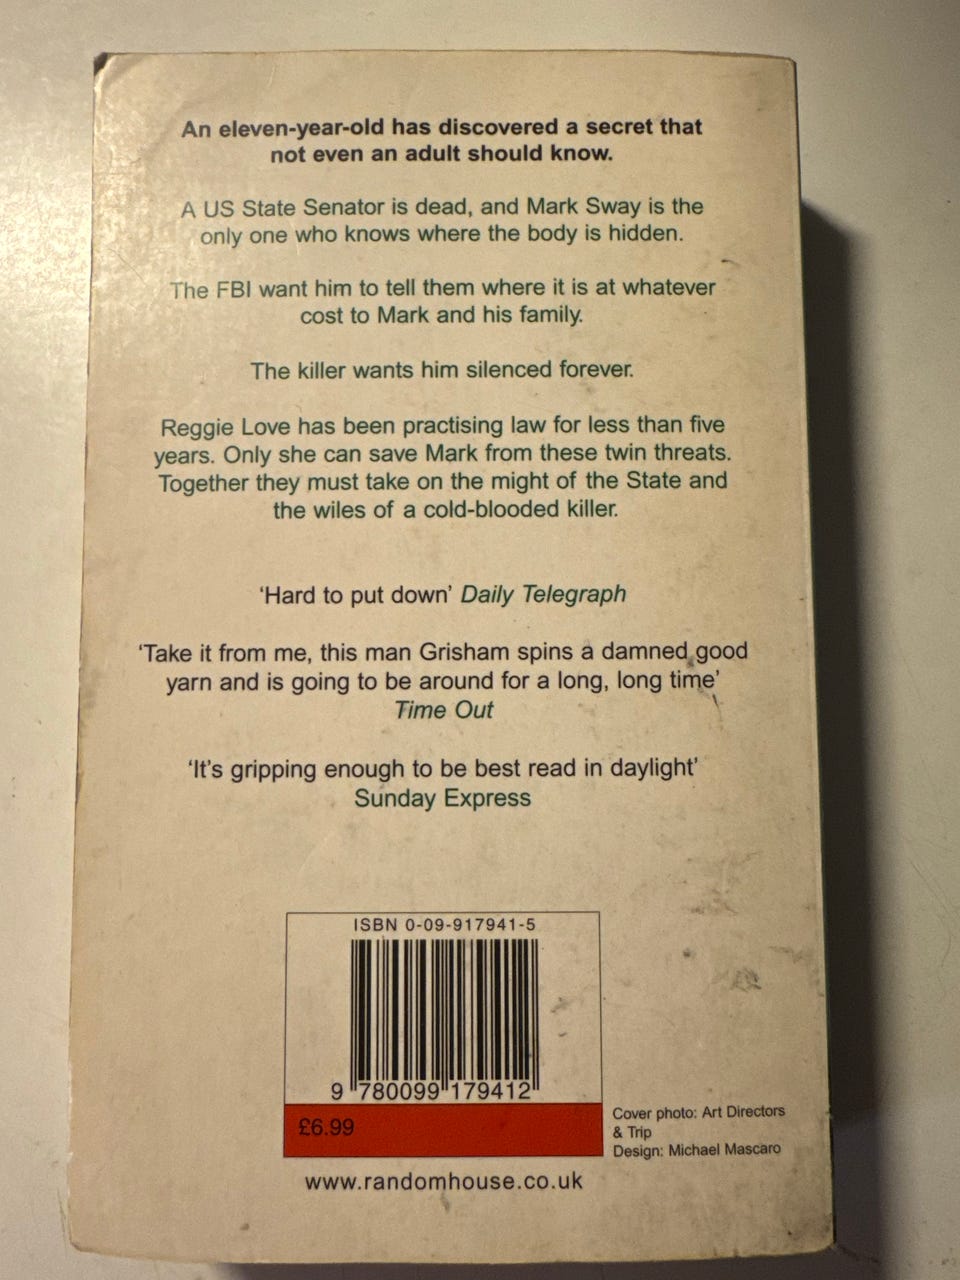 An eleven-year-old has discovered a secret that
not even an adult should know.
A US State Senator is dead, and Mark Sway is the
only one who knows where the body is hidden.
The FBI want him to tell them where it is at whatever
cost to Mark and his family.
The killer wants him silenced forever.
Reggie Love has been practising law for less than five
years. Only she can save Mark from these twin threats.
Together they must take on the might of the State and
the wiles of a cold-blooded killer.
‘Hard to put down’ Daily Telegraph
‘Take it from me, this man Grisham spins a damned good
yarn and is going to be around for a long, long time’
Time Out
‘It’s gripping enough to be best read in daylight’
Sunday Express
ISBN 0-09-917941-5
9 780099 179412
£6.99
Cover photo: Art Directors
& Trip
Design: Michael Mascaro
www.randomhouse.co.uk